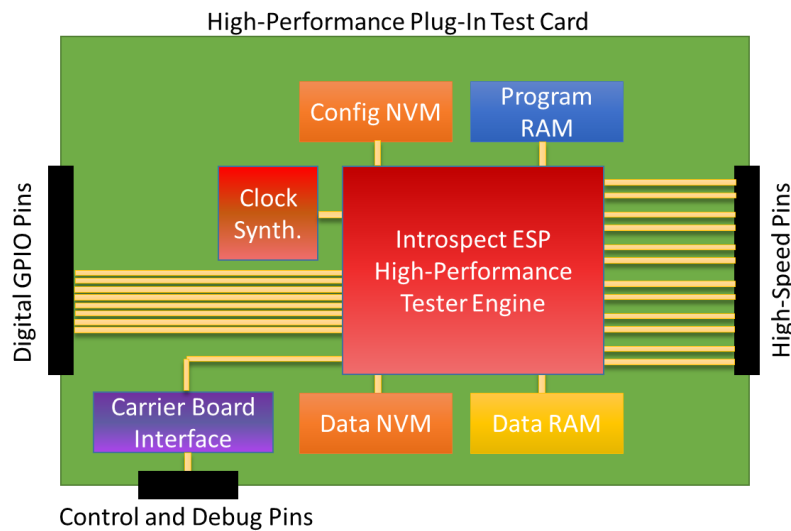 High-Performance Plug-In Test Card
Config NVM
Program
RAM
Clock
Synth.
Introspect ESP
High-Performance
Tester Engine
Digital GPIO Pins
High-Speed Pins
Carrier Board
Interface
Data NVM
Data RAM
Control and Debug Pins